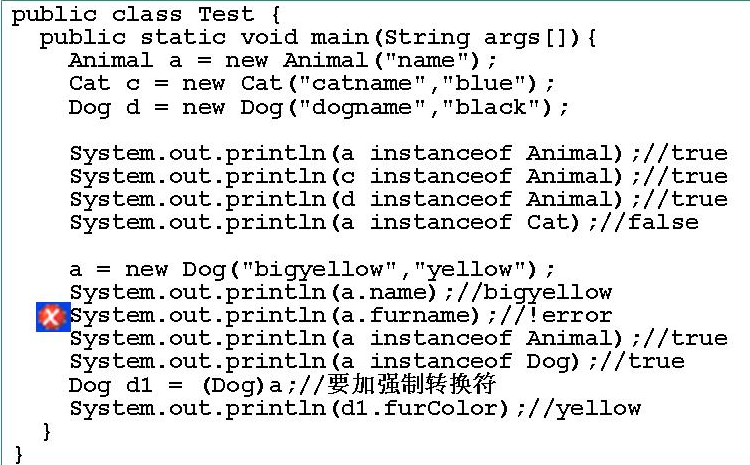 public class Test {
public static void main(String args[]){
Animal a = new Animal("name");
Cat c = new Cat("catname","blue");
Dog d = new Dog("dogname","black");
System.out.println(a instanceof Animal);//true
System.out.println(c instanceof Animal);//true
System.out.println(d instanceof Animal);//true
System.out.println(a instanceof Cat);//false
a = new Dog("bigyellow","yellow");
System.out.println(a.name);//bigyellow
System.out.println(a.furname);//!error
System.out.println(a instanceof Animal);//true
System.out.println(a instanceof Dog);//true
Dog d1 = (Dog)a;//要加强制转换符
System.out.println(d1.furColor);//yellow
}
}